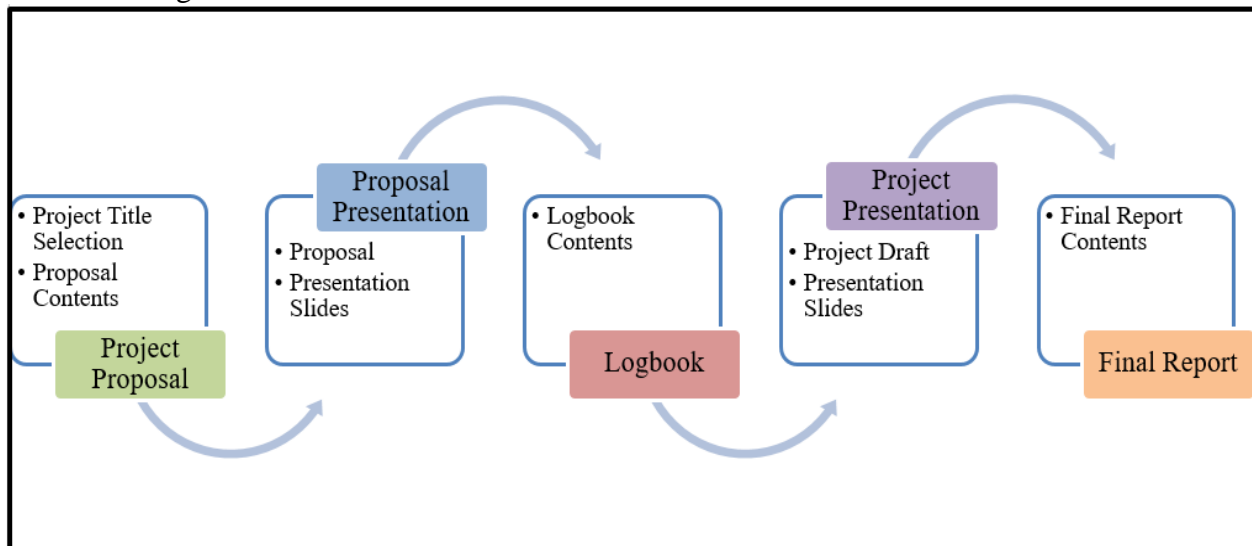 • Project Title
Selection
• Proposal
Contents
Project
Proposal
Proposal
Presentation
• Proposal
• Presentation
Slides
• Logbook
Contents
Logbook
Project
Presentation
• Project Draft
• Presentation
Slides
• Final Report
Contents
Final Report